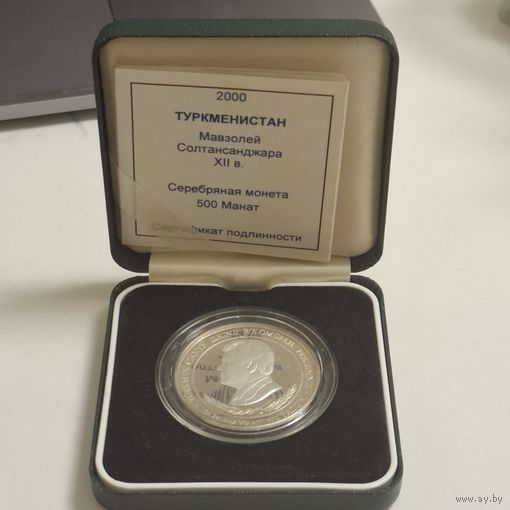 2000
ТУРКМЕНИСТАН
Мавзолей
Солтансанджара
XII в.
Серебряная монета
500 Манат
Сертификат подлинности
www.ay.by